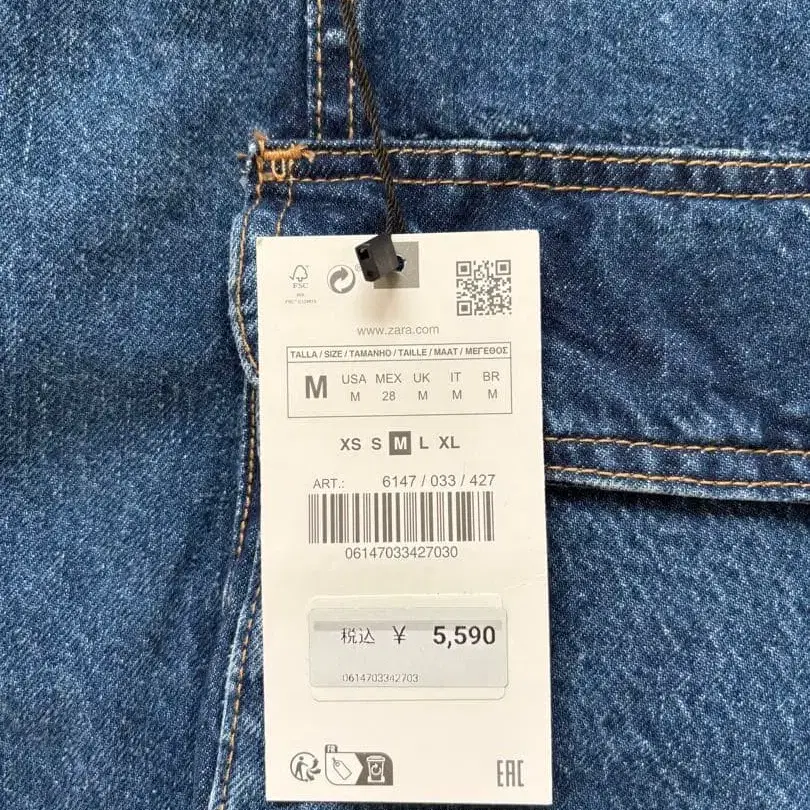 FSC
www.zara.com
TALLA / SIZE / TAMANHO / TAILLE / MAAT / ΜΕΓΕΘΟΣ
M USA MEX UK IT BR
M 28 M M M
XS S M L XL
ART.: 6147 / 033 / 427
06147033427030
税込 ¥ 5,590
0614703342703
FR
EAC